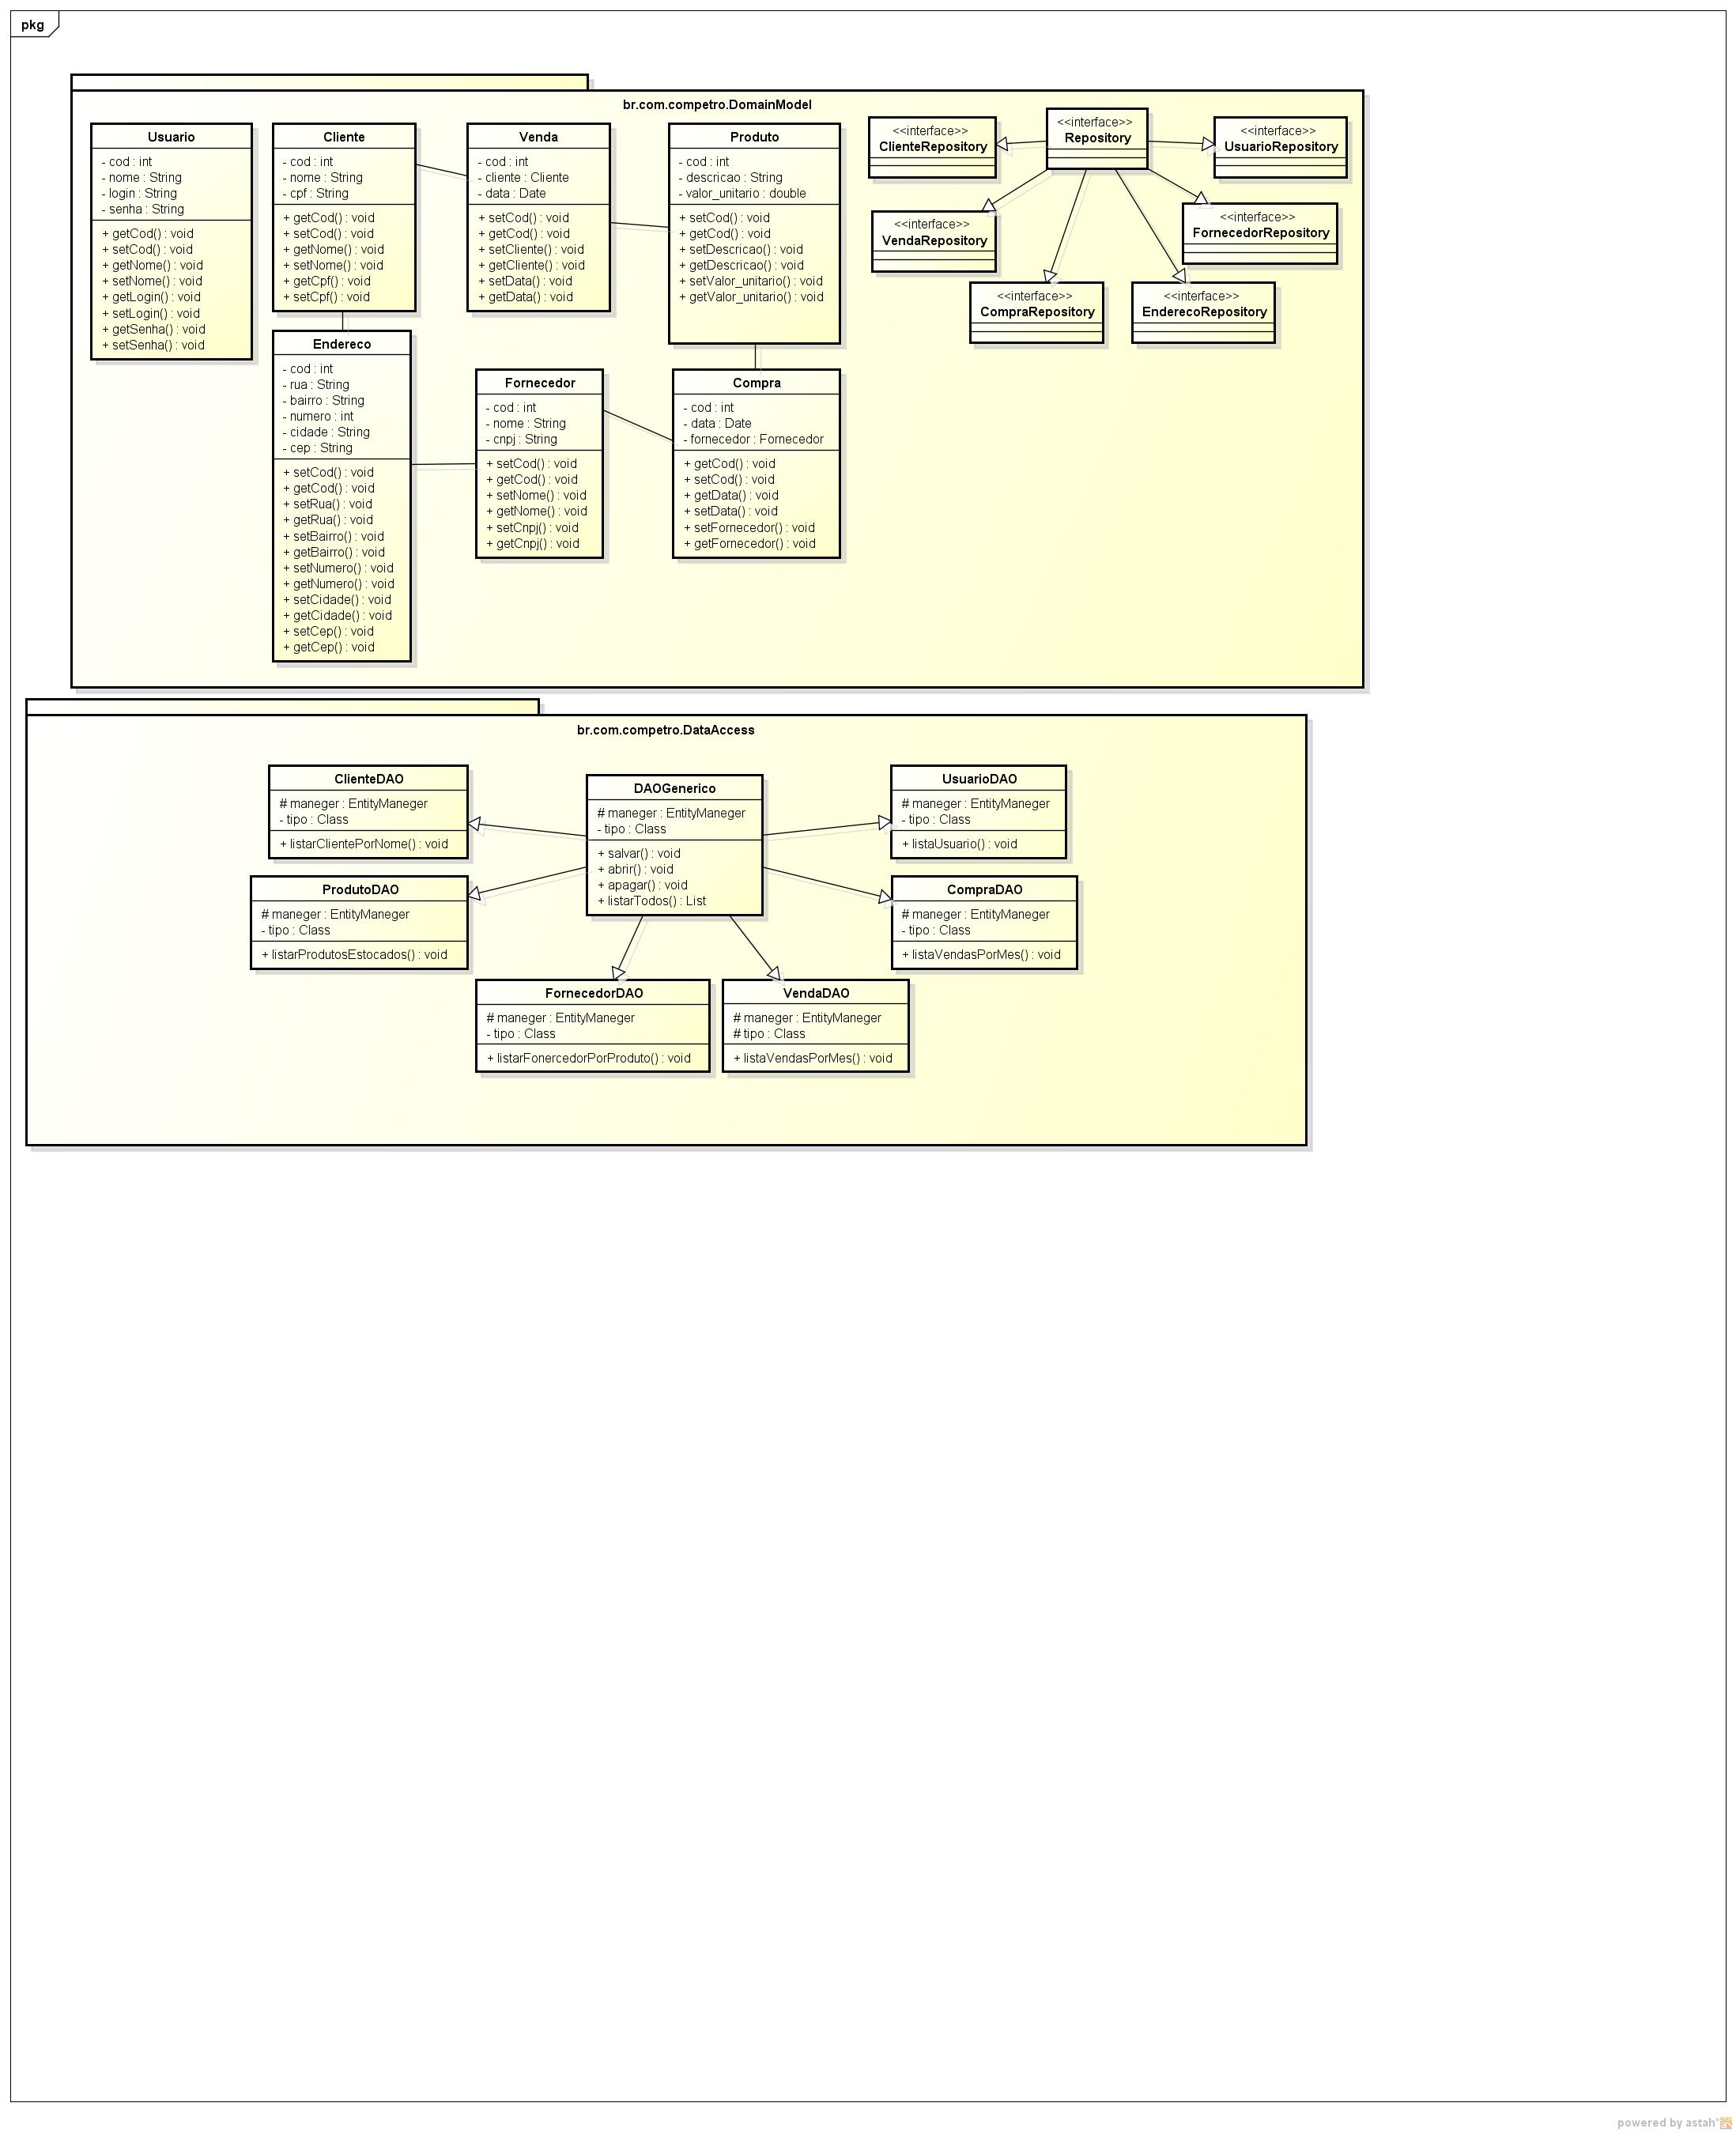 pkg
br.com.competro.DomainModel
Usuario
- cod : int
- nome : String
- login : String
- senha : String
+ getCod() : void
+ setCod() : void
+ getNome() : void
+ setNome() : void
+ getLogin() : void
+ setLogin() : void
+ getSenha() : void
+ setSenha() : void
Cliente
- cod : int
- nome : String
- cpf : String
+ getCod() : void
+ setCod() : void
+ getNome() : void
+ setNome() : void
+ getCpf() : void
+ setCpf() : void
Venda
- cod : int
- cliente : Cliente
- data : Date
+ setCod() : void
+ getCod() : void
+ setCliente() : void
+ getCliente() : void
+ setData() : void
+ getData() : void
Produto
- cod : int
- descricao : String
- valor_unitario : double
+ setCod() : void
+ getCod() : void
+ setDescricao() : void
+ getDescricao() : void
+ setValor_unitario() : void
+ getValor_unitario() : void
<<interface>>
ClienteRepository
<<interface>>
Repository
<<interface>>
UsuarioRepository
<<interface>>
VendaRepository
<<interface>>
FornecedorRepository
<<interface>>
CompraRepository
<<interface>>
EnderecoRepository
Endereco
- cod : int
- rua : String
- bairro : String
- numero : int
- cidade : String
- cep : String
+ setCod() : void
+ getCod() : void
+ setRua() : void
+ getRua() : void
+ setBairro() : void
+ getBairro() : void
+ setNumero() : void
+ getNumero() : void
+ setCidade() : void
+ getCidade() : void
+ setCep() : void
+ getCep() : void
Fornecedor
- cod : int
- nome : String
- cnpj : String
+ setCod() : void
+ getCod() : void
+ setNome() : void
+ getNome() : void
+ setCnpj() : void
+ getCnpj() : void
Compra
- cod : int
- data : Date
- fornecedor : Fornecedor
+ getCod() : void
+ setCod() : void
+ getData() : void
+ setData() : void
+ setFornecedor() : void
+ getFornecedor() : void
br.com.competro.DataAccess
ClienteDAO
# maneger : EntityManeger
- tipo : Class
+ listarClientePorNome() : void
DAOGenerico
# maneger : EntityManeger
- tipo : Class
+ salvar() : void
+ abrir() : void
+ apagar() : void
+ listarTodos() : List
UsuarioDAO
# maneger : EntityManeger
- tipo : Class
+ listaUsuario() : void
ProdutoDAO
# maneger : EntityManeger
- tipo : Class
+ listarProdutosEstocados() : void
CompraDAO
# maneger : EntityManeger
- tipo : Class
+ listaVendasPorMes() : void
FornecedorDAO
# maneger : EntityManeger
- tipo : Class
+ listarFonercedorPorProduto() : void
VendaDAO
# maneger : EntityManeger
# tipo : Class
+ listaVendasPorMes() : void
powered by astah*